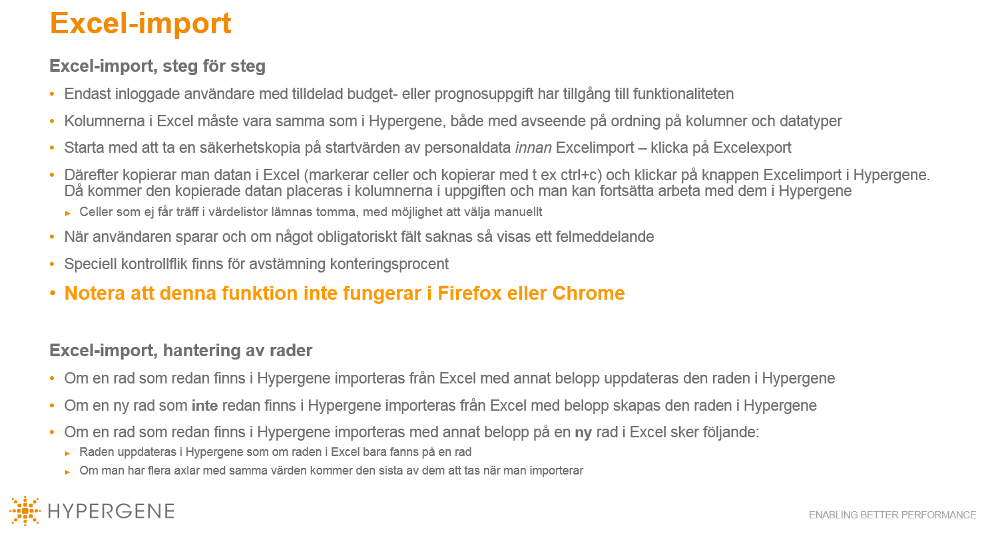 Excel-import
Excel-import, steg för steg
• Endast inloggade användare med tilldelad budget- eller prognosuppgift har tillgång till funktionaliteten
• Kolumnerna i Excel måste vara samma som i Hypergene, både med avseende på ordning på kolumner och datatyper
• Starta med att ta en säkerhetskopia på startvärden av personaldata innan Excelimport – klicka på Excelexport
• Därefter kopierar man datan i Excel (markerar celler och kopierar med t ex ctrl+c) och klickar på knappen Excelimport i Hypergene.
Då kommer den kopierade datan placeras i kolumnerna i uppgiften och man kan fortsätta arbeta med dem i Hypergene
► Celler som ej får träff i värdelistor lämnas tomma, med möjlighet att välja manuellt
• När användaren sparar och om något obligatoriskt fält saknas så visas ett felmeddelande
• Speciell kontrollflik finns för avstämning konteringsprocent
• Notera att denna funktion inte fungerar i Firefox eller Chrome
Excel-import, hantering av rader
• Om en rad som redan finns i Hypergene importeras från Excel med annat belopp uppdateras den raden i Hypergene
• Om en ny rad som inte redan finns i Hypergene importeras från Excel med belopp skapas den raden i Hypergene
• Om en rad som redan finns i Hypergene importeras med annat belopp på en ny rad i Excel sker följande:
► Raden uppdateras i Hypergene som om raden i Excel bara fanns på en rad
► Om man har flera axlar med samma värden kommer den sista av dem att tas när man importerar
HYPERGENE
ENABLING BETTER PERFORMANCE